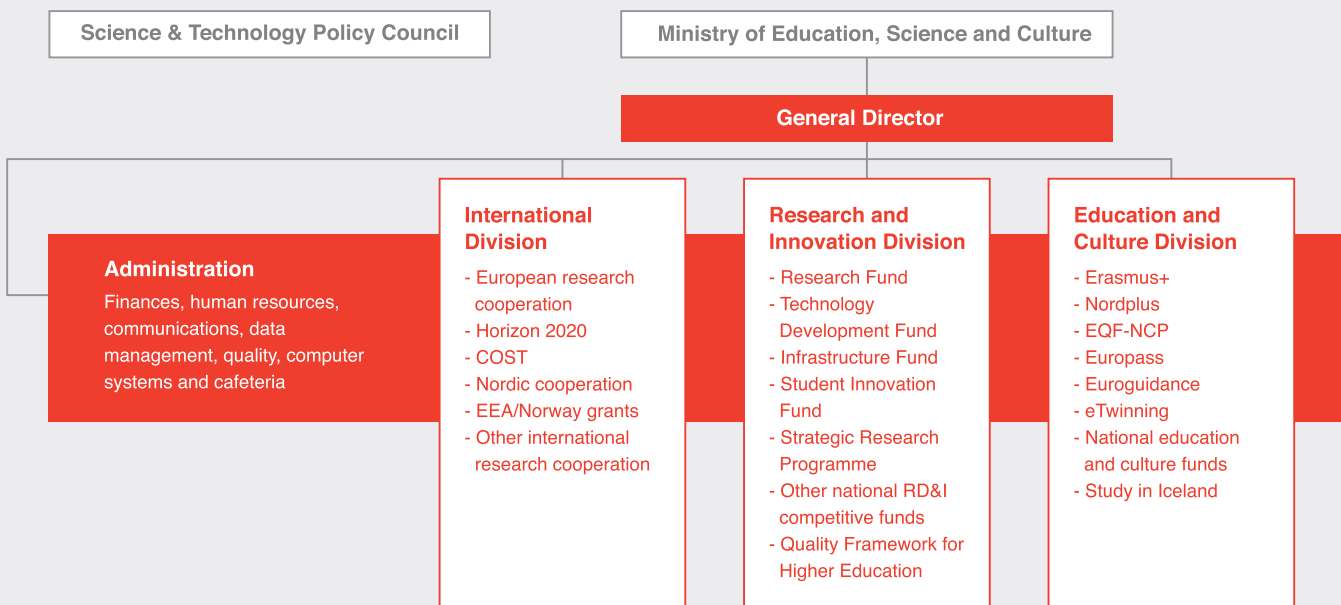 Science & Technology Policy Council
Ministry of Education, Science and Culture
General Director
Administration
Finances, human resources,
communications, data
management, quality, computer
systems and cafeteria
International
Division
- European research
cooperation
- Horizon 2020
- COST
- Nordic cooperation
- EEA/Norway grants
- Other international
research cooperation
Research and
Innovation Division
- Research Fund
- Technology
Development Fund
- Infrastructure Fund
- Student Innovation
Fund
- Strategic Research
Programme
- Other national RD&I
competitive funds
- Quality Framework for
Higher Education
Education and
Culture Division
- Erasmus+
- Nordplus
- EQF-NCP
- Europass
- Euroguidance
- eTwinning
- National education
and culture funds
- Study in Iceland